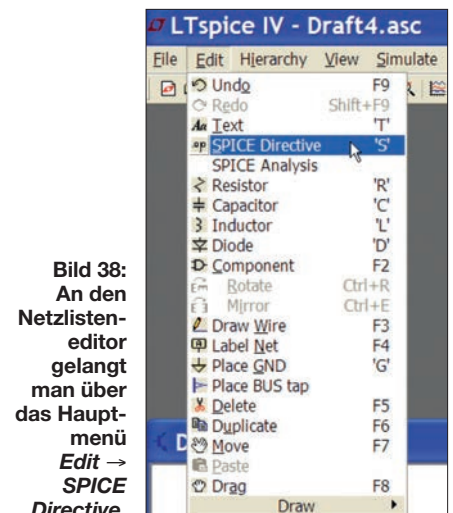 LTspice IV - Draft4.asc
File Edit Hierarchy View Simulate
Undo F9
Redo Shift+F9
Aa Text 'T'
.op SPICE Directive 'S'
SPICE Analysis
Resistor 'R'
Capacitor 'C'
Inductor 'L'
Diode 'D'
Component F2
Rotate Ctrl+R
Mirror Ctrl+E
Draw Wire F3
Label Net F4
Place GND 'G'
Place BUS tap
Delete F5
Duplicate F6
Move F7
Paste
Drag F8
Draw
Bild 38:
An den
Netzlisten-
editor
gelangt
man über
das Haupt-
menü
Edit →
SPICE
Directive